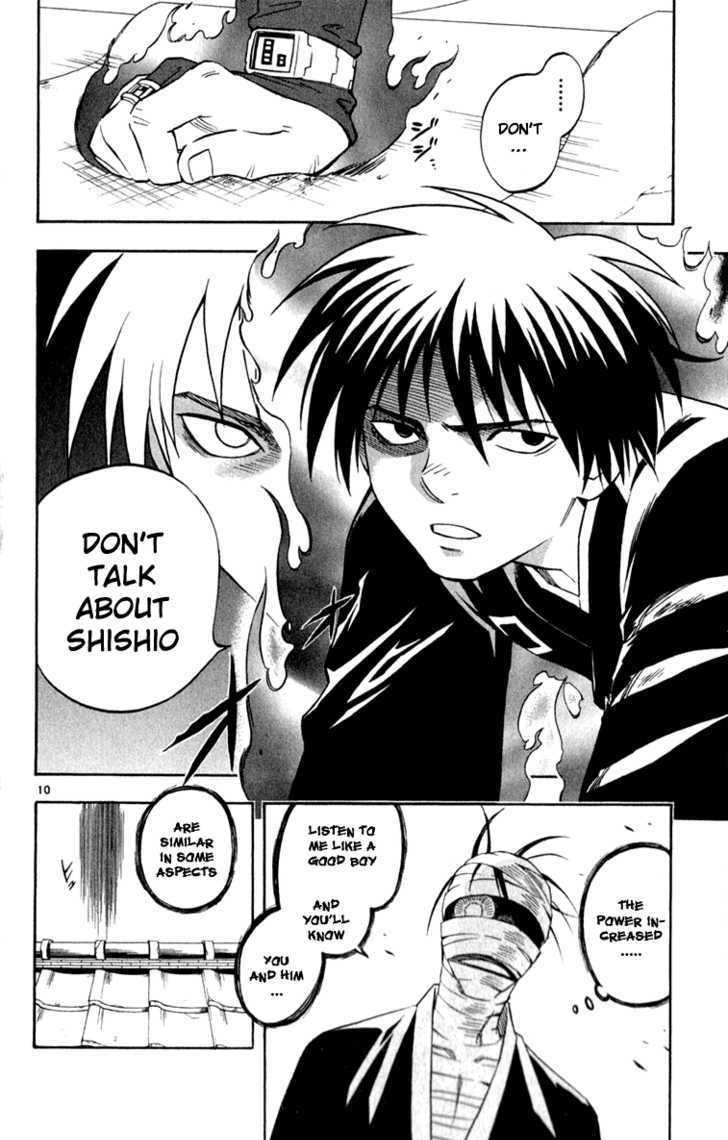 ......
DON'T
...
DON'T
TALK
ABOUT
SHISHIO
10
THE
POWER IN-
CREASED
.....
LISTEN TO
ME LIKE A
GOOD BOY
AND
YOU'LL
KNOW
YOU
AND HIM
...
ARE
SIMILAR
IN SOME
ASPECTS